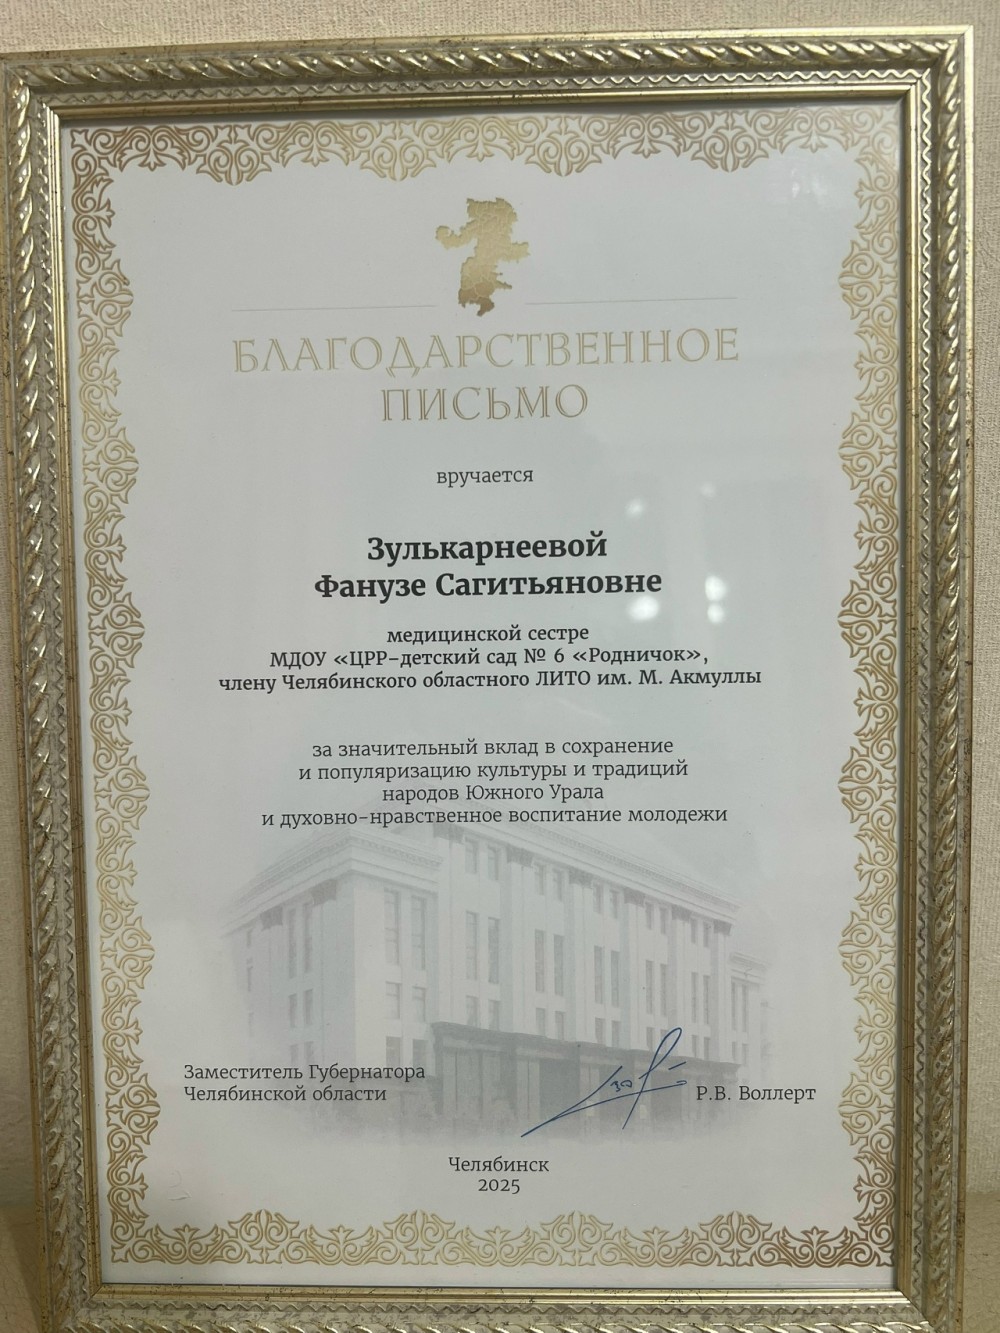 БЛАГОДАРСТВЕННОЕ
ПИСЬМО
вручается
Зулькарнеевой
Фанузе Сагитьяновне
медицинской сестре
МДОУ «ЦРР-детский сад № 6 «Родничок»,
члену Челябинского областного ЛИТО им. М. Акмуллы
за значительный вклад в сохранение
и популяризацию культуры и традиций
народов Южного Урала
и духовно-нравственное воспитание молодежи
Заместитель Губернатора
Челябинской области
Р.В. Воллерт
Челябинск
2025